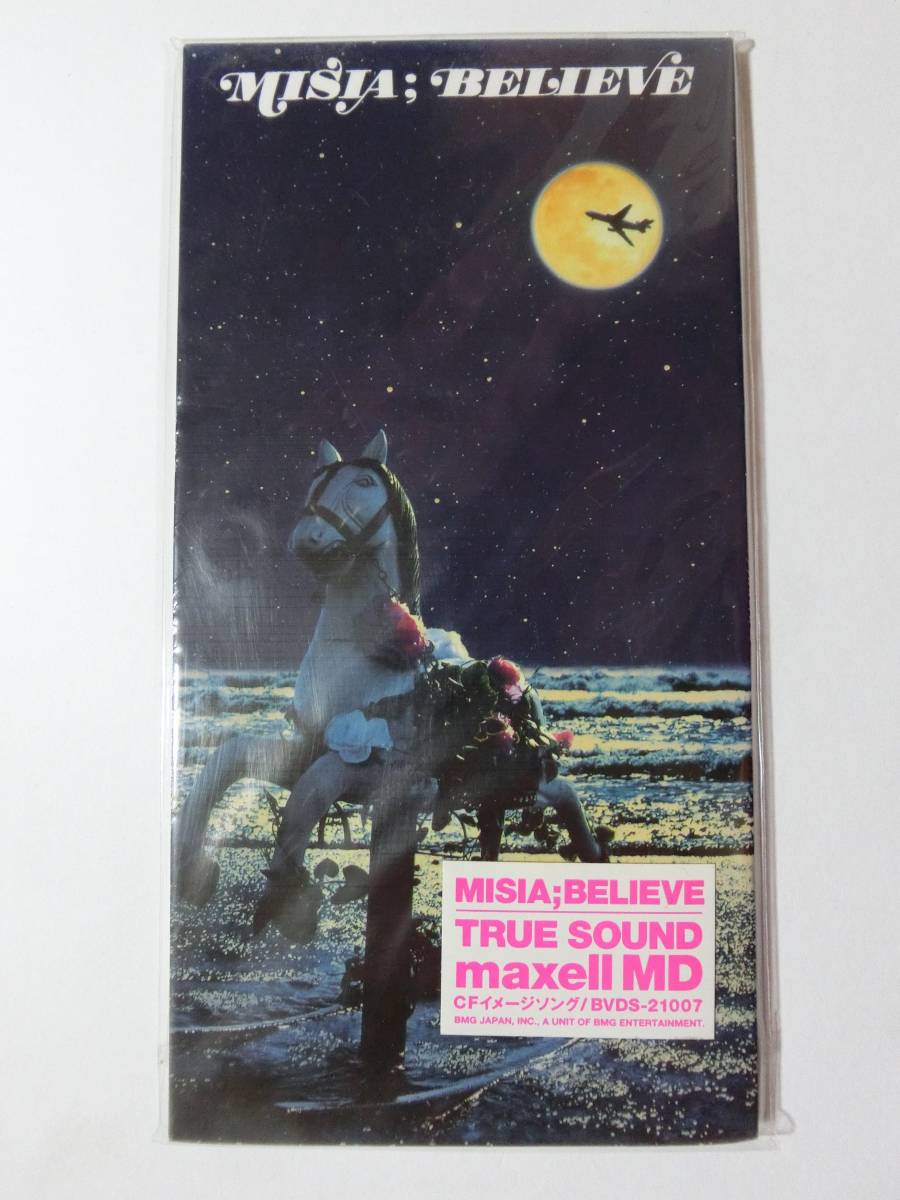 MISIA; BELIEVE
MISIA;BELIEVE
TRUE SOUND
maxell MD
CFイメージソング/BVDS-21007
BMG JAPAN, INC., A UNIT OF BMG ENTERTAINMENT.